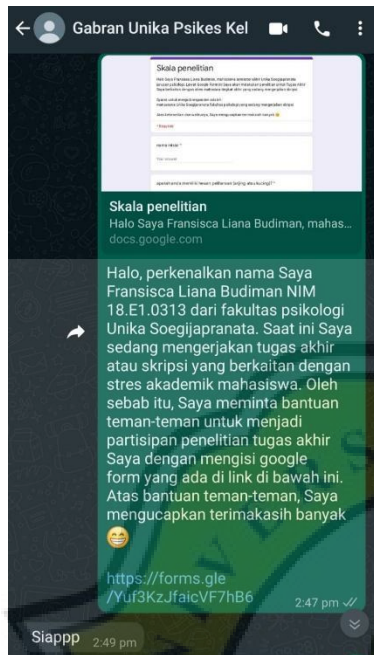 Gabran Unika Psikes Kel
Skala penelitian
Skala penelitian
Halo Saya Fransisca Liana Budiman, mahas...
docs.google.com
Halo, perkenalkan nama Saya
Fransisca Liana Budiman NIM
18.E1.0313 dari fakultas psikologi
Unika Soegijapranata. Saat ini Saya
sedang mengerjakan tugas akhir
atau skripsi yang berkaitan dengan
stres akademik mahasiswa. Oleh
sebab itu, Saya meminta bantuan
teman-teman untuk menjadi
partisipan penelitian tugas akhir
Saya dengan mengisi google
form yang ada di link di bawah ini.
Atas bantuan teman-teman, Saya
mengucapkan terimakasih banyak
😁
https://forms.gle
/Yuf3KzJfaicVF7hB6 2:47 pm
Siappp 2:49 pm